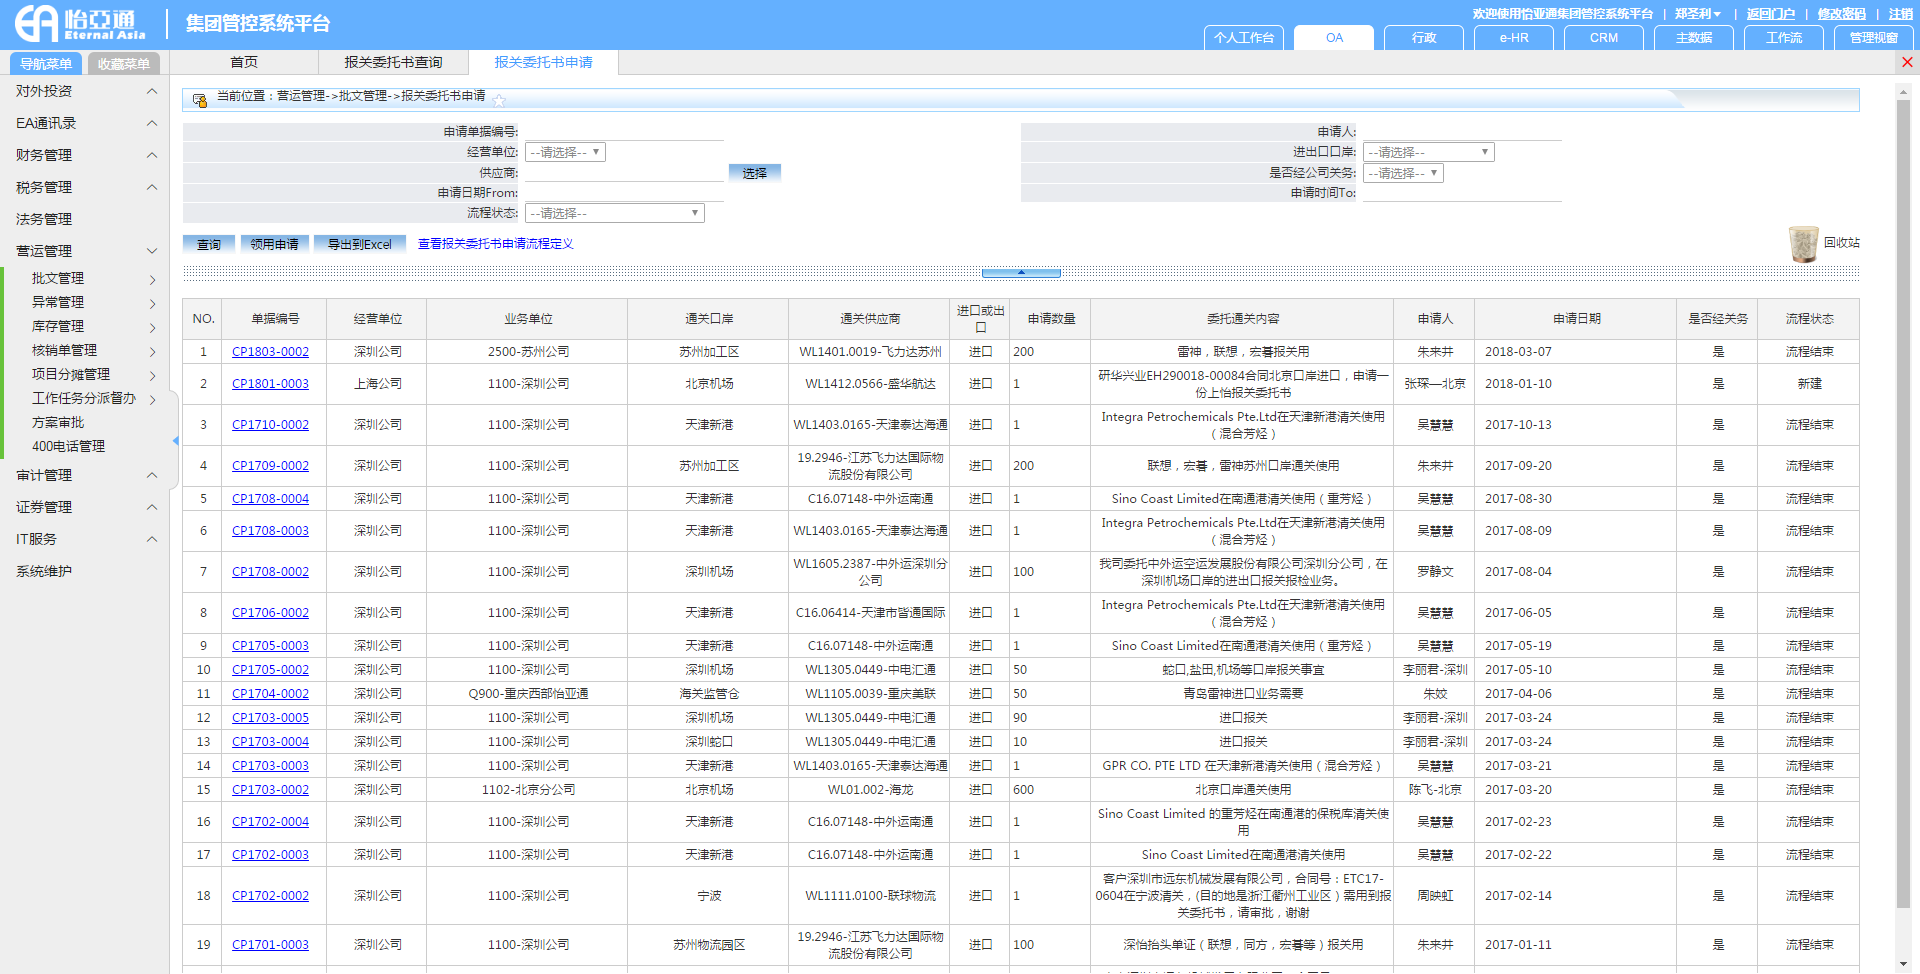 怡亞通
Eternal Asia
集团管控系统平台
欢迎使用怡亚通集团管控系统平台 | 郑圣利 | 返回门户 | 修改密码 | 注销
个人工作台 OA 行政 e-HR CRM 主数据 工作流 管理视窗
导航菜单 收藏菜单 首页 报关委托书查询 报关委托书申请
对外投资
EA通讯录
财务管理
税务管理
法务管理
营运管理
批文管理
异常管理
库存管理
核销单管理
项目分摊管理
工作任务分派督办
方案审批
400电话管理
审计管理
证券管理
IT服务
系统维护
当前位置：营运管理->批文管理->报关委托书申请
申请单据编号: 申请人:
经营单位: --请选择-- 进出口口岸: --请选择--
供应商: 选择 是否经公司关务: --请选择--
申请日期From: 申请时间To:
流程状态: --请选择--
查询 领用申请 导出到Excel 查看报关委托书申请流程定义 回收站
NO. 单据编号 经营单位 业务单位 通关口岸 通关供应商 进口或出口 申请数量 委托通关内容 申请人 申请日期 是否经关务 流程状态
1 CP1803-0002 深圳公司 2500-苏州公司 苏州加工区 WL1401.0019-飞力达苏州 进口 200 雷神，联想，宏碁报关用 朱来井 2018-03-07 是 流程结束
2 CP1801-0003 上海公司 1100-深圳公司 北京机场 WL1412.0566-盛华航达 进口 1 研华兴业EH290018-00084合同北京口岸进口，申请一份上怡报关委托书 张琛—北京 2018-01-10 是 新建
3 CP1710-0002 深圳公司 1100-深圳公司 天津新港 WL1403.0165-天津泰达海通 进口 1 Integra Petrochemicals Pte.Ltd在天津新港清关使用（混合芳烃） 吴慧慧 2017-10-13 是 流程结束
4 CP1709-0002 深圳公司 1100-深圳公司 苏州加工区 19.2946-江苏飞力达国际物流股份有限公司 进口 200 联想，宏碁，雷神苏州口岸通关使用 朱来井 2017-09-20 是 流程结束
5 CP1708-0004 深圳公司 1100-深圳公司 天津新港 C16.07148-中外运南通 进口 1 Sino Coast Limited在南通港清关使用（重芳烃） 吴慧慧 2017-08-30 是 流程结束
6 CP1708-0003 深圳公司 1100-深圳公司 天津新港 WL1403.0165-天津泰达海通 进口 1 Integra Petrochemicals Pte.Ltd在天津新港清关使用（混合芳烃） 吴慧慧 2017-08-09 是 流程结束
7 CP1708-0002 深圳公司 1100-深圳公司 深圳机场 WL1605.2387-中外运深圳分公司 进口 100 我司委托中外运空运发展股份有限公司深圳分公司，在深圳机场口岸的进出口报关报检业务。 罗静文 2017-08-04 是 流程结束
8 CP1706-0002 深圳公司 1100-深圳公司 天津新港 C16.06414-天津市皆通国际 进口 1 Integra Petrochemicals Pte.Ltd在天津新港清关使用（混合芳烃） 吴慧慧 2017-06-05 是 流程结束
9 CP1705-0003 深圳公司 1100-深圳公司 天津新港 C16.07148-中外运南通 进口 1 Sino Coast Limited在南通港清关使用（重芳烃） 吴慧慧 2017-05-19 是 流程结束
10 CP1705-0002 深圳公司 1100-深圳公司 深圳机场 WL1305.0449-中电汇通 进口 50 蛇口,盐田,机场等口岸报关事宜 李丽君-深圳 2017-05-10 是 流程结束
11 CP1704-0002 深圳公司 Q900-重庆西部怡亚通 海关监管仓 WL1105.0039-重庆美联 进口 50 青岛雷神进口业务需要 朱姣 2017-04-06 是 流程结束
12 CP1703-0005 深圳公司 1100-深圳公司 深圳机场 WL1305.0449-中电汇通 进口 90 进口报关 李丽君-深圳 2017-03-24 是 流程结束
13 CP1703-0004 深圳公司 1100-深圳公司 深圳蛇口 WL1305.0449-中电汇通 进口 10 进口报关 李丽君-深圳 2017-03-24 是 流程结束
14 CP1703-0003 深圳公司 1100-深圳公司 天津新港 WL1403.0165-天津泰达海通 进口 1 GPR CO. PTE LTD 在天津新港清关使用（混合芳烃） 吴慧慧 2017-03-21 是 流程结束
15 CP1703-0002 深圳公司 1102-北京分公司 北京机场 WL01.002-海龙 进口 600 北京口岸通关使用 陈飞-北京 2017-03-20 是 流程结束
16 CP1702-0004 深圳公司 1100-深圳公司 天津新港 C16.07148-中外运南通 进口 1 Sino Coast Limited 的重芳烃在南通港的保税库清关使用 吴慧慧 2017-02-23 是 流程结束
17 CP1702-0003 深圳公司 1100-深圳公司 天津新港 C16.07148-中外运南通 进口 1 Sino Coast Limited在南通港清关使用 吴慧慧 2017-02-22 是 流程结束
18 CP1702-0002 深圳公司 1100-深圳公司 宁波 WL1111.0100-联球物流 进口 1 客户深圳市远东机械发展有限公司，合同号：ETC17-0604在宁波清关，(目的地是浙江衢州工业区）需用到报关委托书，请审批，谢谢 周映虹 2017-02-14 是 流程结束
19 CP1701-0003 深圳公司 1100-深圳公司 苏州物流园区 19.2946-江苏飞力达国际物流股份有限公司 进口 100 深怡抬头单证（联想，同方，宏碁等）报关用 朱来井 2017-01-11 是 流程结束